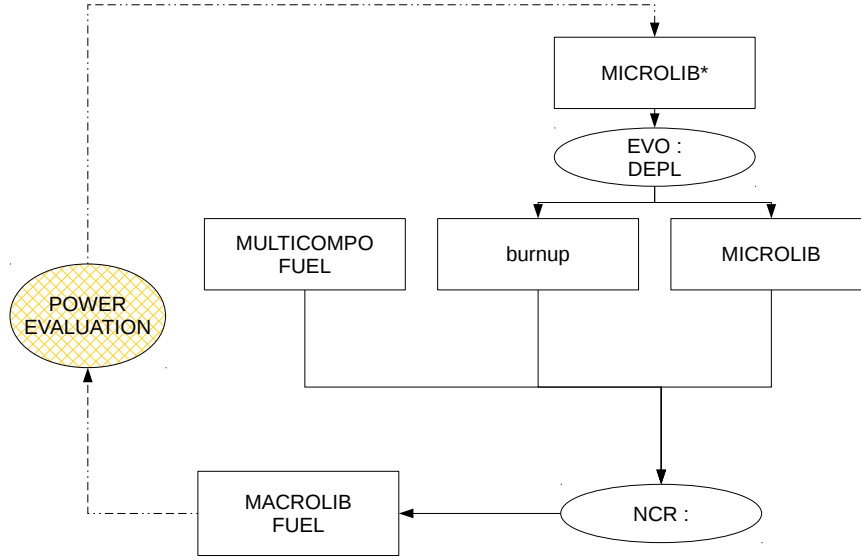 MICROLIB*
EVO :
DEPL
MULTICOMPO
FUEL
burnup
MICROLIB
POWER
EVALUATION
MACROLIB
FUEL
NCR :